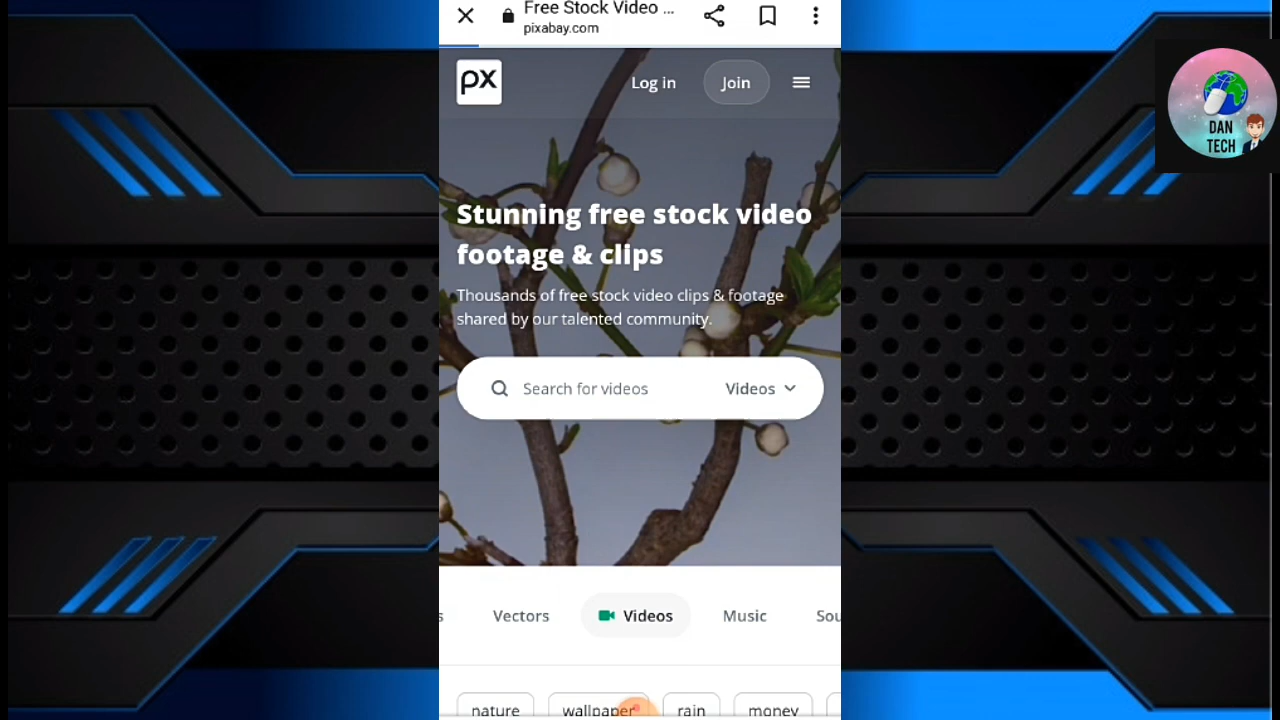 Free Stock Video ...
pixabay.com
px
Log in
Join
Stunning free stock video
footage & clips
Thousands of free stock video clips & footage
shared by our talented community.
Search for videos
Videos
s
Vectors
Videos
Music
Sou
nature
wallpaper
rain
money
DAN
TECH